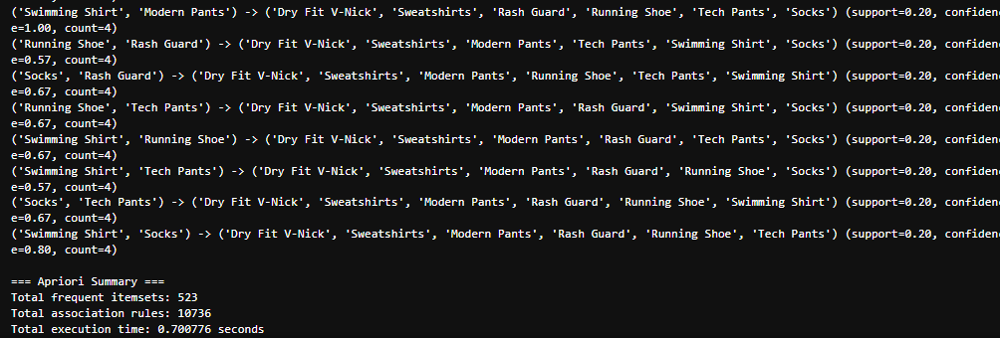 ('Swimming Shirt', 'Modern Pants') -> ('Dry Fit V-Nick', 'Sweatshirts', 'Rash Guard', 'Running Shoe', 'Tech Pants', 'Socks') (support=0.20, confidenc
e=1.00, count=4)
('Running Shoe', 'Rash Guard') -> ('Dry Fit V-Nick', 'Sweatshirts', 'Modern Pants', 'Tech Pants', 'Swimming Shirt', 'Socks') (support=0.20, confidenc
e=0.57, count=4)
('Socks', 'Rash Guard') -> ('Dry Fit V-Nick', 'Sweatshirts', 'Modern Pants', 'Running Shoe', 'Tech Pants', 'Swimming Shirt') (support=0.20, confidenc
e=0.67, count=4)
('Running Shoe', 'Tech Pants') -> ('Dry Fit V-Nick', 'Sweatshirts', 'Modern Pants', 'Rash Guard', 'Swimming Shirt', 'Socks') (support=0.20, confidenc
e=0.67, count=4)
('Swimming Shirt', 'Running Shoe') -> ('Dry Fit V-Nick', 'Sweatshirts', 'Modern Pants', 'Rash Guard', 'Tech Pants', 'Socks') (support=0.20, confidenc
e=0.67, count=4)
('Swimming Shirt', 'Tech Pants') -> ('Dry Fit V-Nick', 'Sweatshirts', 'Modern Pants', 'Rash Guard', 'Running Shoe', 'Socks') (support=0.20, confidenc
e=0.57, count=4)
('Socks', 'Tech Pants') -> ('Dry Fit V-Nick', 'Sweatshirts', 'Modern Pants', 'Rash Guard', 'Running Shoe', 'Swimming Shirt') (support=0.20, confidenc
e=0.67, count=4)
('Swimming Shirt', 'Socks') -> ('Dry Fit V-Nick', 'Sweatshirts', 'Modern Pants', 'Rash Guard', 'Running Shoe', 'Tech Pants') (support=0.20, confidenc
e=0.80, count=4)
=== Apriori Summary ===
Total frequent itemsets: 523
Total association rules: 10736
Total execution time: 0.700776 seconds